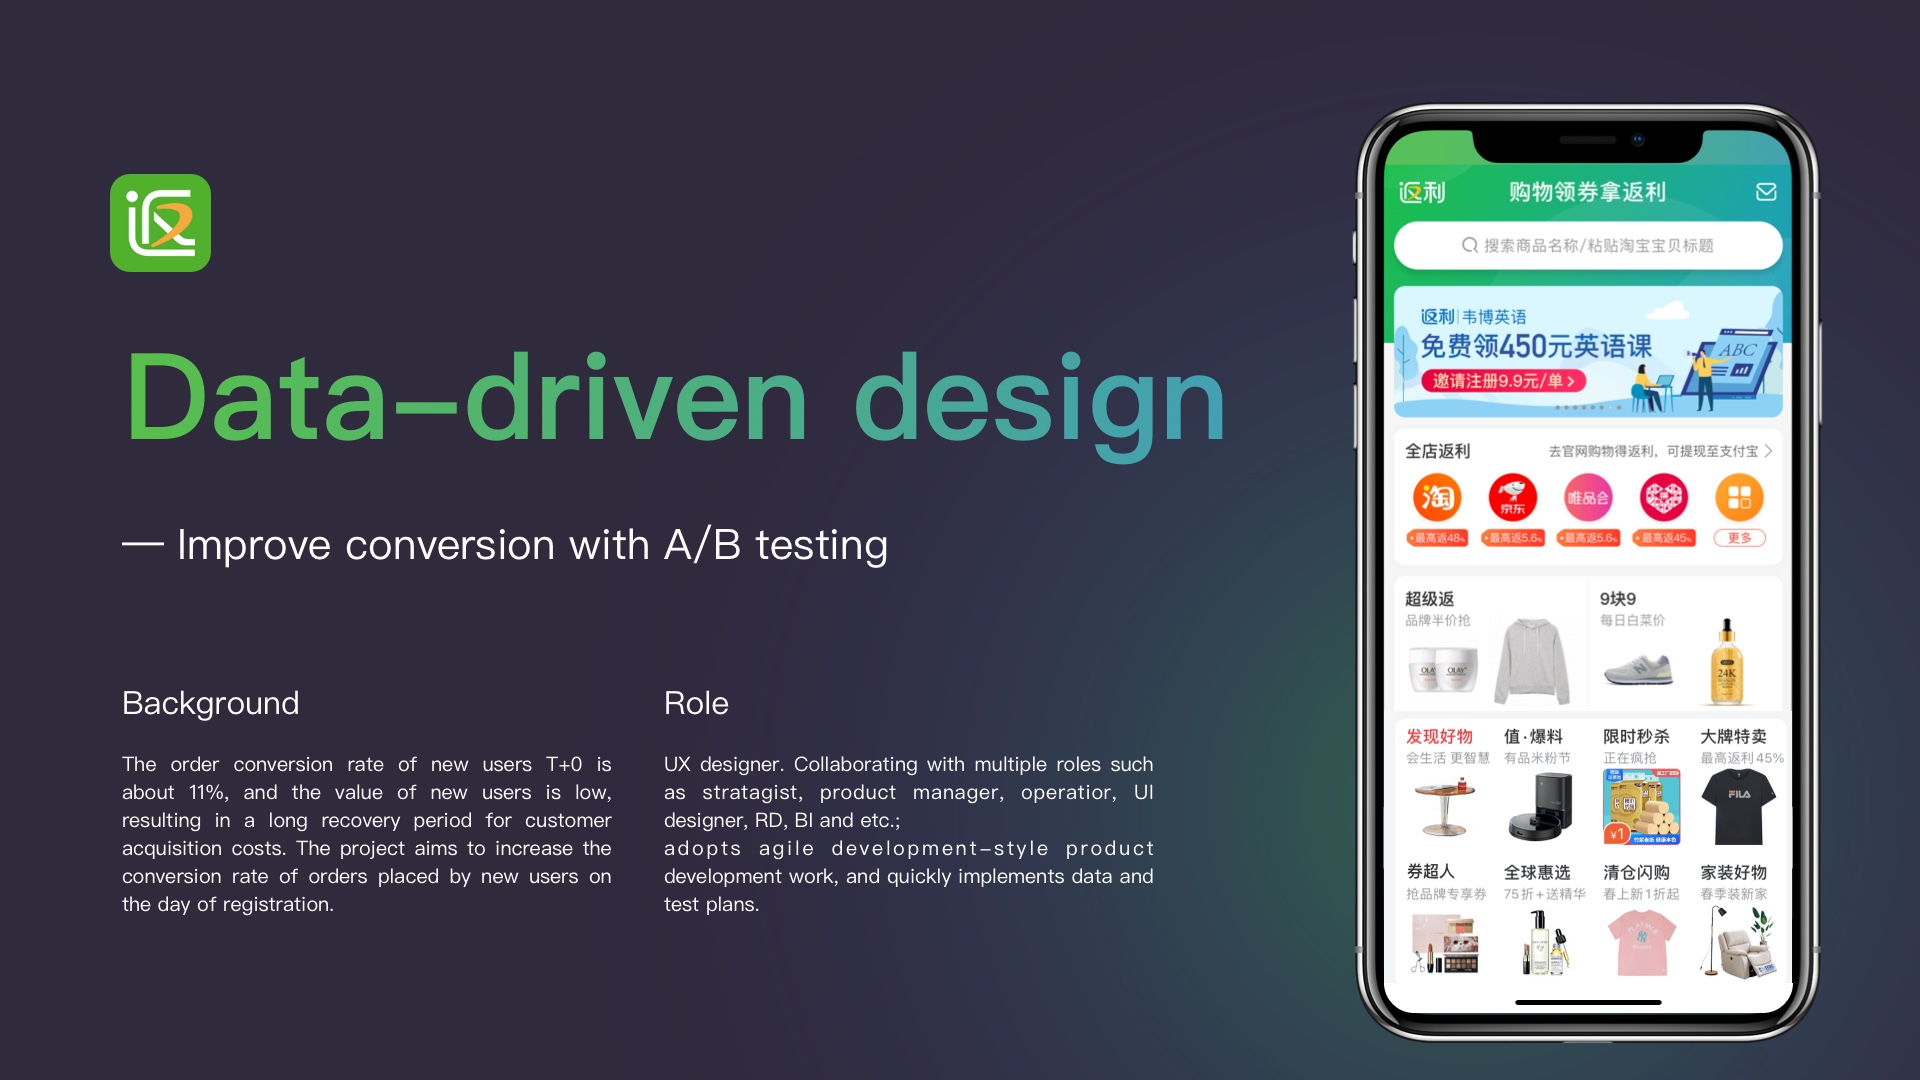 返
Data-driven design
— Improve conversion with A/B testing
Background
The order conversion rate of new users T+0 is
about 11%, and the value of new users is low,
resulting in a long recovery period for customer
acquisition costs. The project aims to increase the
conversion rate of orders placed by new users on
the day of registration.
Role
UX designer. Collaborating with multiple roles such
as stratagist, product manager, operatior, UI
designer, RD, BI and etc.;
adopts agile development-style product
development work, and quickly implements data and
test plans.
返利 购物领券拿返利
搜索商品名称/粘贴淘宝宝贝标题
返利|韦博英语
免费领450元英语课
邀请注册9.9元/单
ABC
全店返利 去官网购物得返利，可提现至支付宝
淘 京东 唯品会 拼
最高返48% 最高返5.6% 最高返5.6% 最高返45% 更多
超级返 9块9
品牌半价抢 每日白菜价
OLAY OLAY N 24K
发现好物 值·爆料 限时秒杀 大牌特卖
会生活 更智慧 有品米粉节 正在疯抢 最高返利45%
¥1 FILA
券超人 全球惠选 清仓闪购 家装好物
抢品牌专享券 75折+送精华 春上新1折起 春季装新家